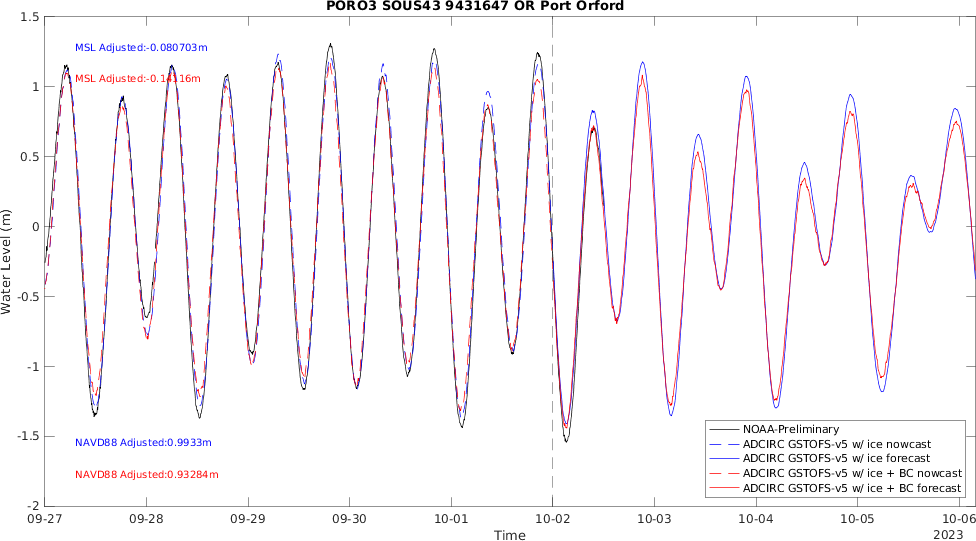 PORO3 SOUS43 9431647 OR Port Orford
1.5
1
0.5
0
-0.5
-1
-1.5
-2
Water Level (m)
MSL Adjusted:-0.080703m
MSL Adjusted:-0.14116m
NAVD88 Adjusted:0.9933m
NAVD88 Adjusted:0.93284m
NOAA-Preliminary
ADCIRC GSTOFS-v5 w/ ice nowcast
ADCIRC GSTOFS-v5 w/ ice forecast
ADCIRC GSTOFS-v5 w/ ice + BC nowcast
ADCIRC GSTOFS-v5 w/ ice + BC forecast
09-27 09-28 09-29 09-30 10-01 10-02 10-03 10-04 10-05 10-06
Time
2023